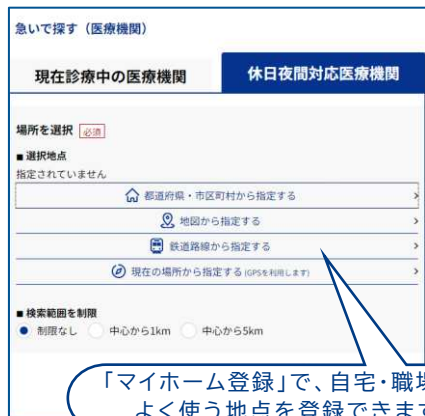 急いで探す（医療機関）
現在診療中の医療機関
休日夜間対応医療機関
場所を選択 必須
■ 選択地点
指定されていません
都道府県・市区町村から指定する
地図から指定する
鉄道路線から指定する
現在の場所から指定する (GPSを利用します)
■ 検索範囲を制限
制限なし 中心から1km 中心から5km
「マイホーム登録」で、自宅・職場
よく使う地点を登録できます